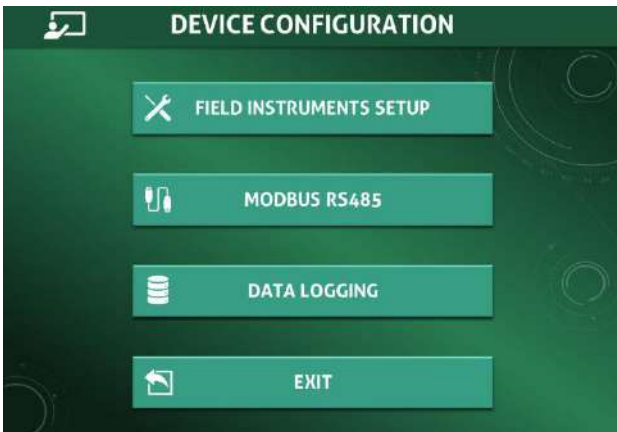 DEVICE CONFIGURATION
FIELD INSTRUMENTS SETUP
MODBUS RS485
DATA LOGGING
EXIT